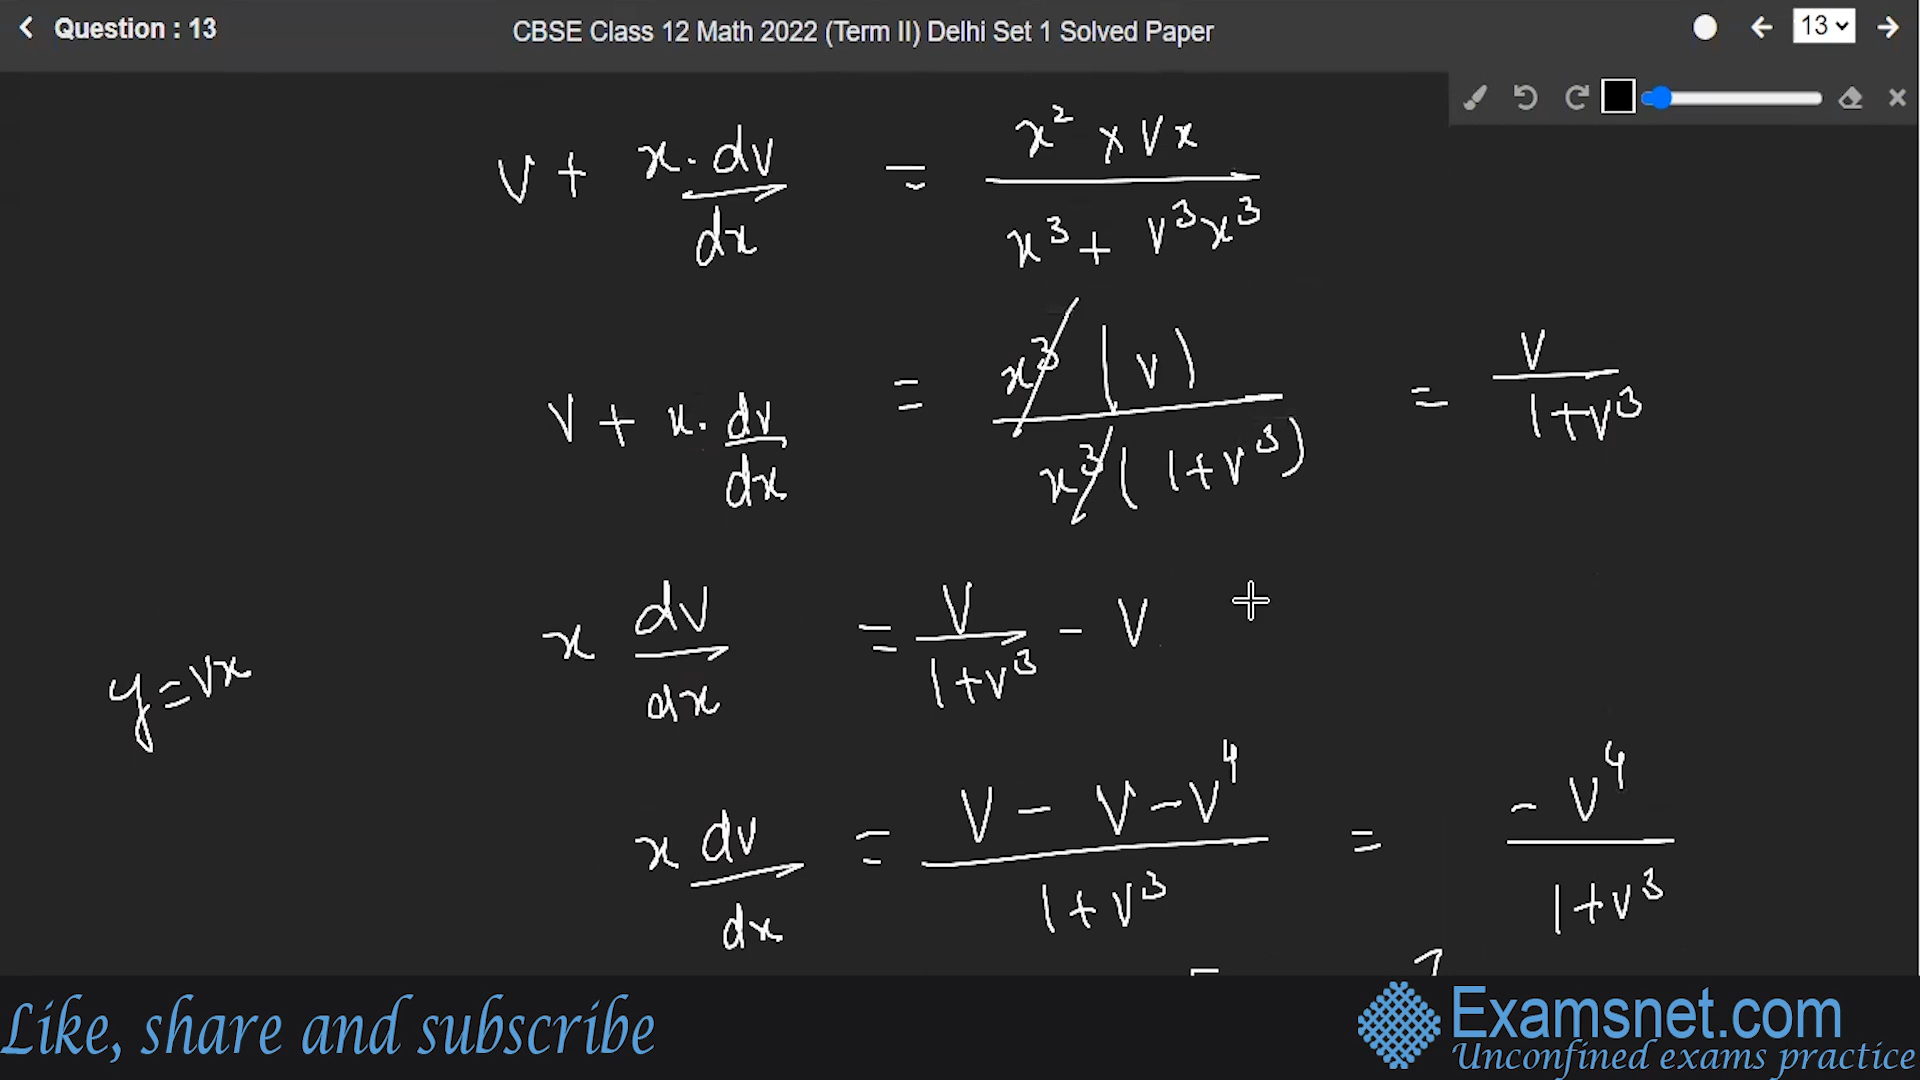 Question : 13
CBSE Class 12 Math 2022 (Term II) Delhi Set 1 Solved Paper
13
V + x. dv/dx = x² × Vx / x³ + V³x³
V + x. dv/dx = x³ (V) / x³ (1+V³) = V / 1+V³
x dv/dx = V / 1+V³ - V
y = Vx
x dv/dx = V - V - V⁴ / 1+V³ = - V⁴ / 1+V³
Like, share and subscribe
Examsnet.com
Unconfined exams practice